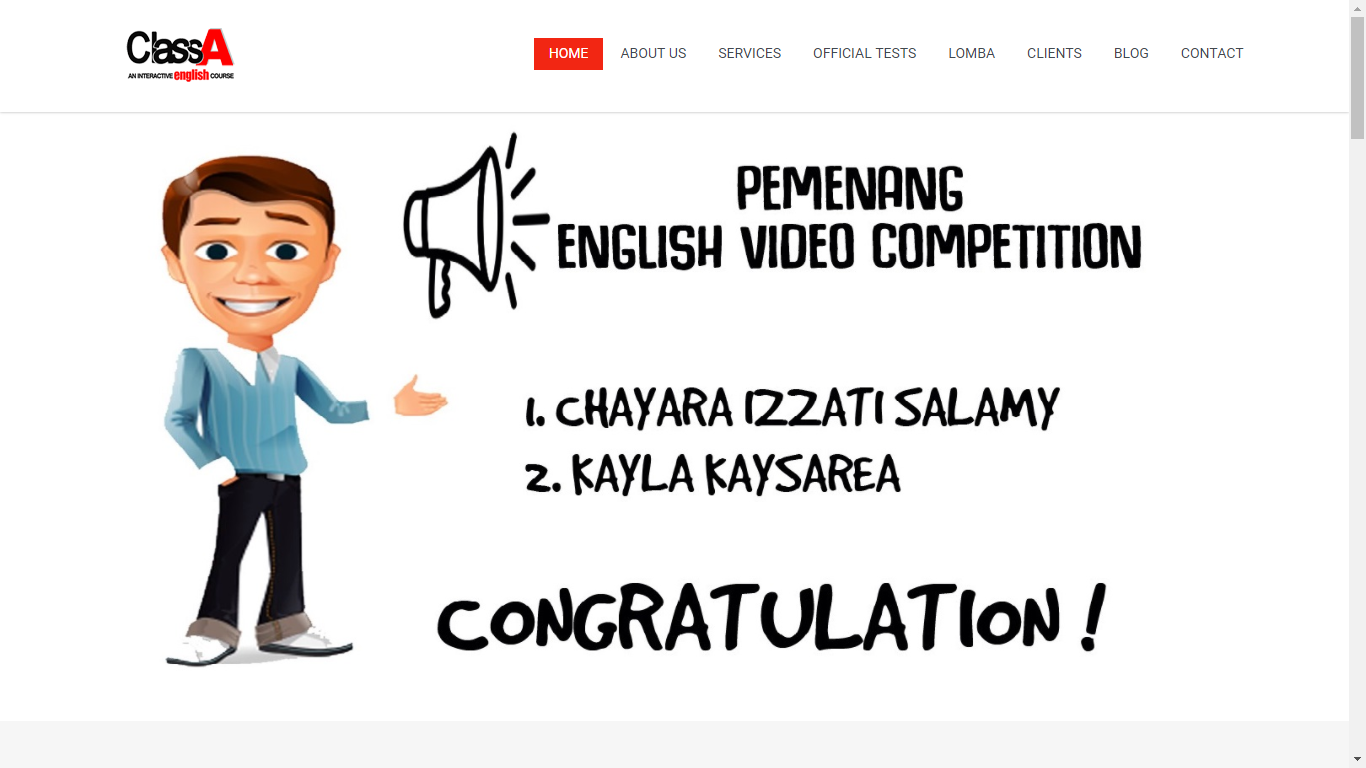 ClassA
AN INTERACTIVE english COURSE
HOME ABOUT US SERVICES OFFICIAL TESTS LOMBA CLIENTS BLOG CONTACT
PEMENANG
ENGLISH VIDEO COMPETITION
1. CHAYARA IZZATI SALAMY
2. KAYLA KAYSAREA
CONGRATULATION !